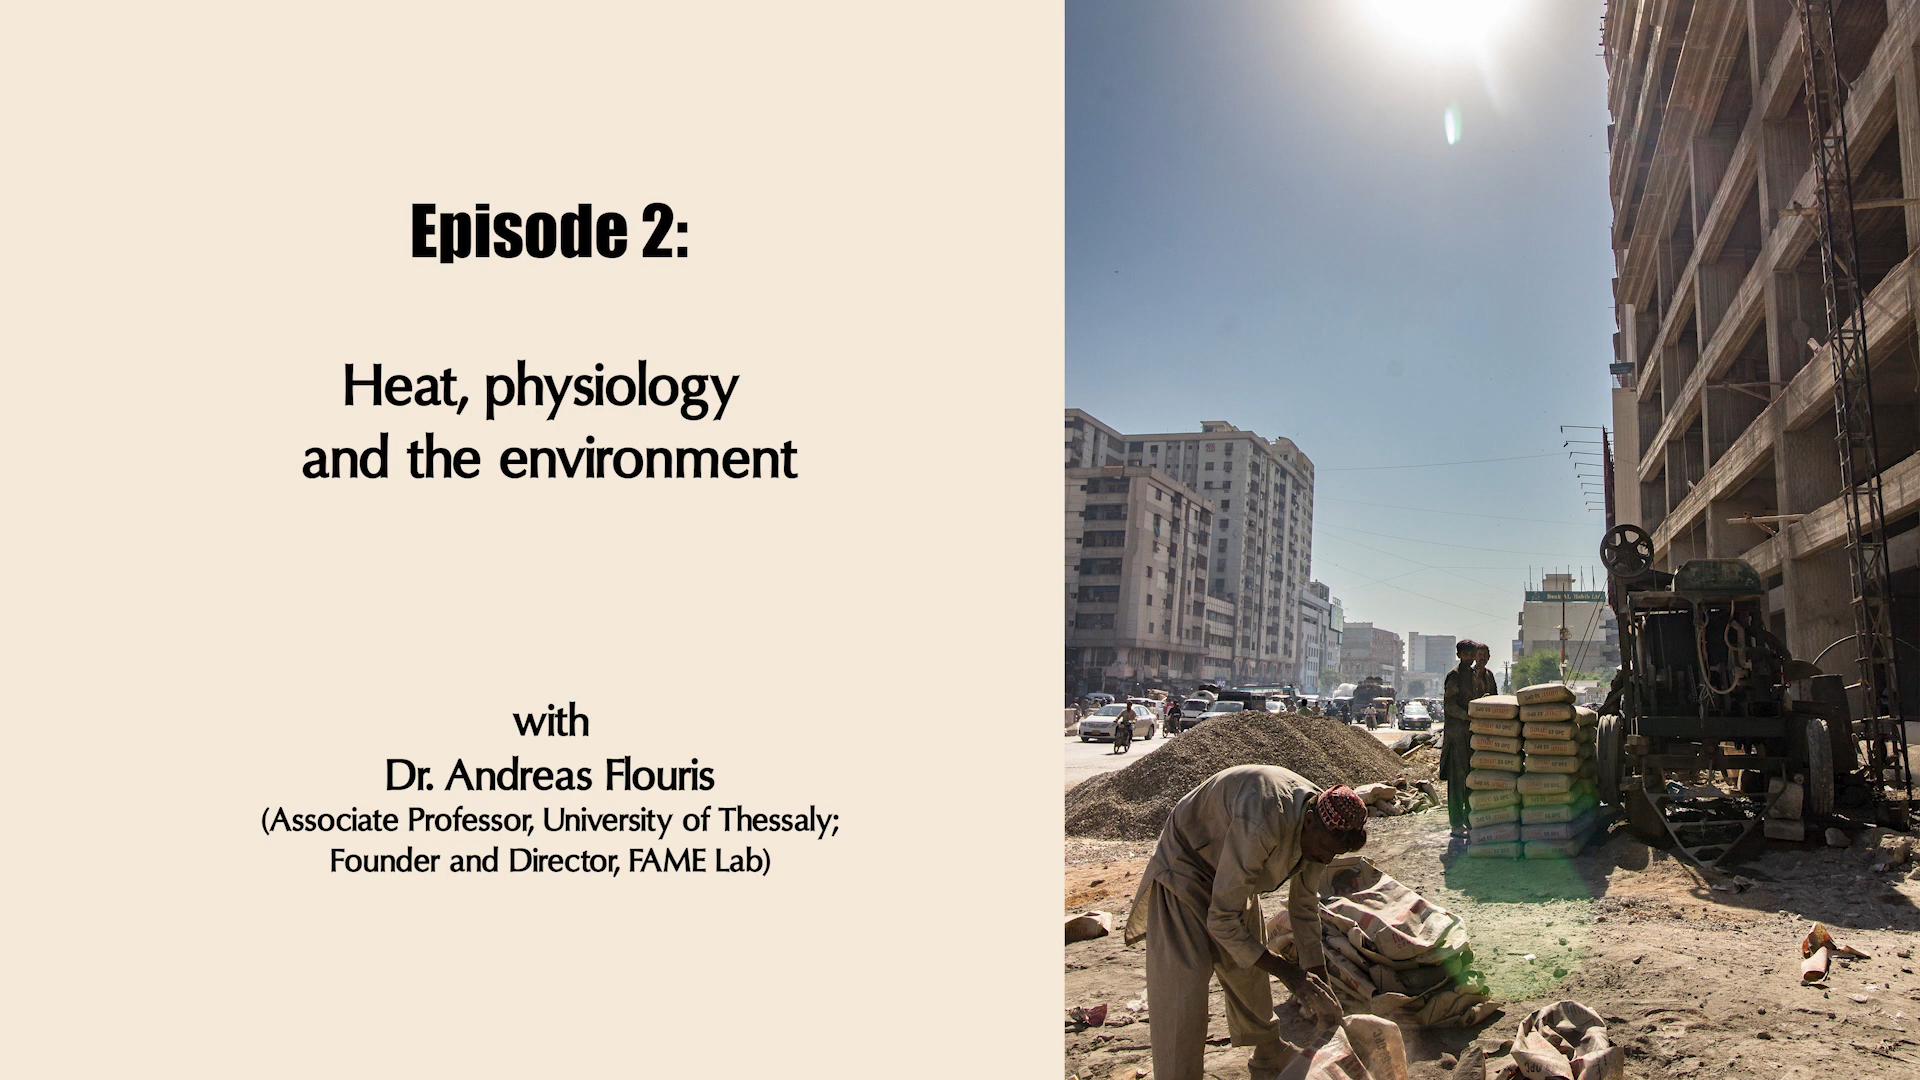 Episode 2:
Heat, physiology
and the environment
with
Dr. Andreas Flouris
(Associate Professor, University of Thessaly;
Founder and Director, FAME Lab)